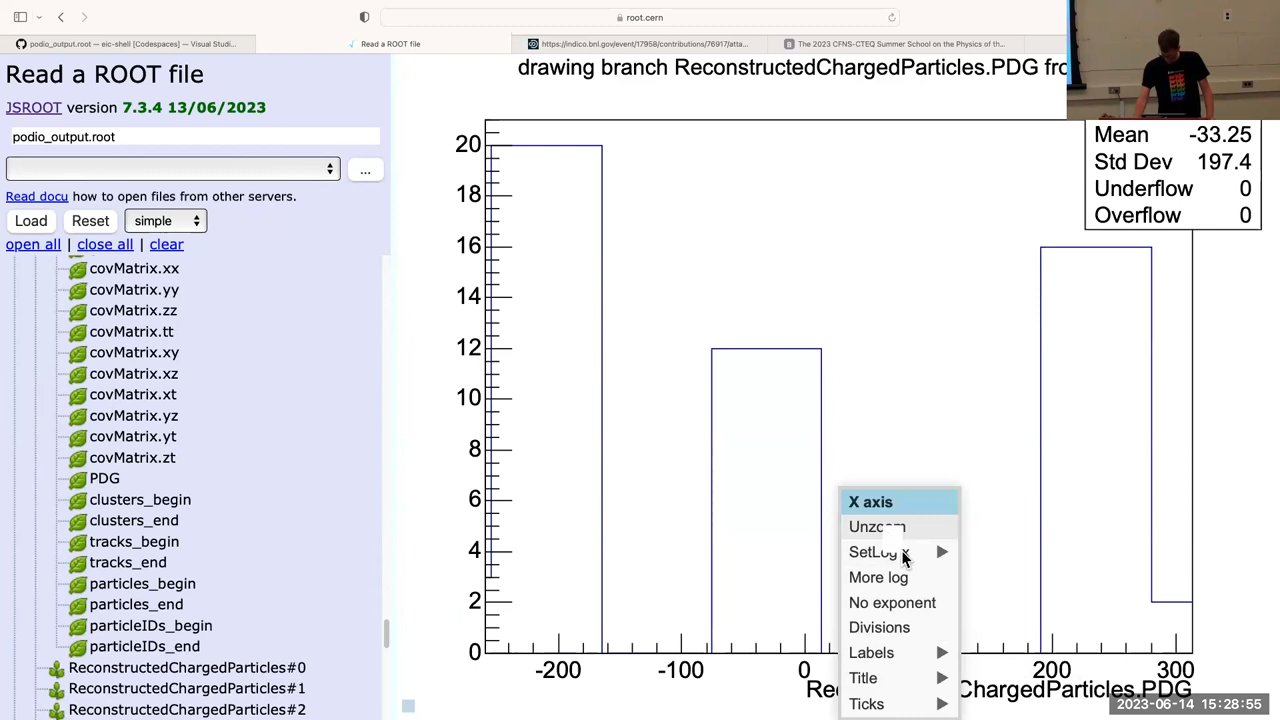 root.cern
podio_output.root — eic-shell [Codespaces] — Visual Studi...
Read a ROOT file
https://indico.bnl.gov/event/17958/contributions/76917/atta...
The 2023 CFNS-CTEQ Summer School on the Physics of th...
Read a ROOT file
JSROOT version 7.3.4 13/06/2023
podio_output.root
...
Read docu how to open files from other servers.
Load Reset simple
open all | close all | clear
covMatrix.xx
covMatrix.yy
covMatrix.zz
covMatrix.tt
covMatrix.xy
covMatrix.xz
covMatrix.xt
covMatrix.yz
covMatrix.yt
covMatrix.zt
PDG
clusters_begin
clusters_end
tracks_begin
tracks_end
particles_begin
particles_end
particleIDs_begin
particleIDs_end
ReconstructedChargedParticles#0
ReconstructedChargedParticles#1
ReconstructedChargedParticles#2
drawing branch ReconstructedChargedParticles.PDG fro
Mean -33.25
Std Dev 197.4
Underflow 0
Overflow 0
20
18
16
14
12
10
8
6
4
2
0
-200 -100 0 200 300
Re ChargedParticles.PDG
X axis
Unzoom
SetLog x
More log
No exponent
Divisions
Labels
Title
Ticks
2023-06-14 15:28:55